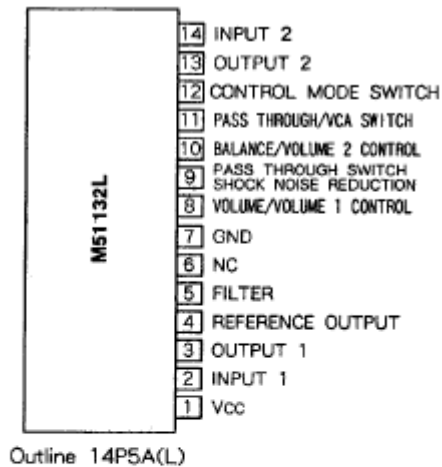 14 INPUT 2
13 OUTPUT 2
12 CONTROL MODE SWITCH
11 PASS THROUGH/VCA SWITCH
10 BALANCE/VOLUME 2 CONTROL
9 PASS THROUGH SWITCH
SHOCK NOISE REDUCTION
8 VOLUME/VOLUME 1 CONTROL
M51132L
7 GND
6 NC
5 FILTER
4 REFERENCE OUTPUT
3 OUTPUT 1
2 INPUT 1
1 Vcc
Outline 14P5A(L)